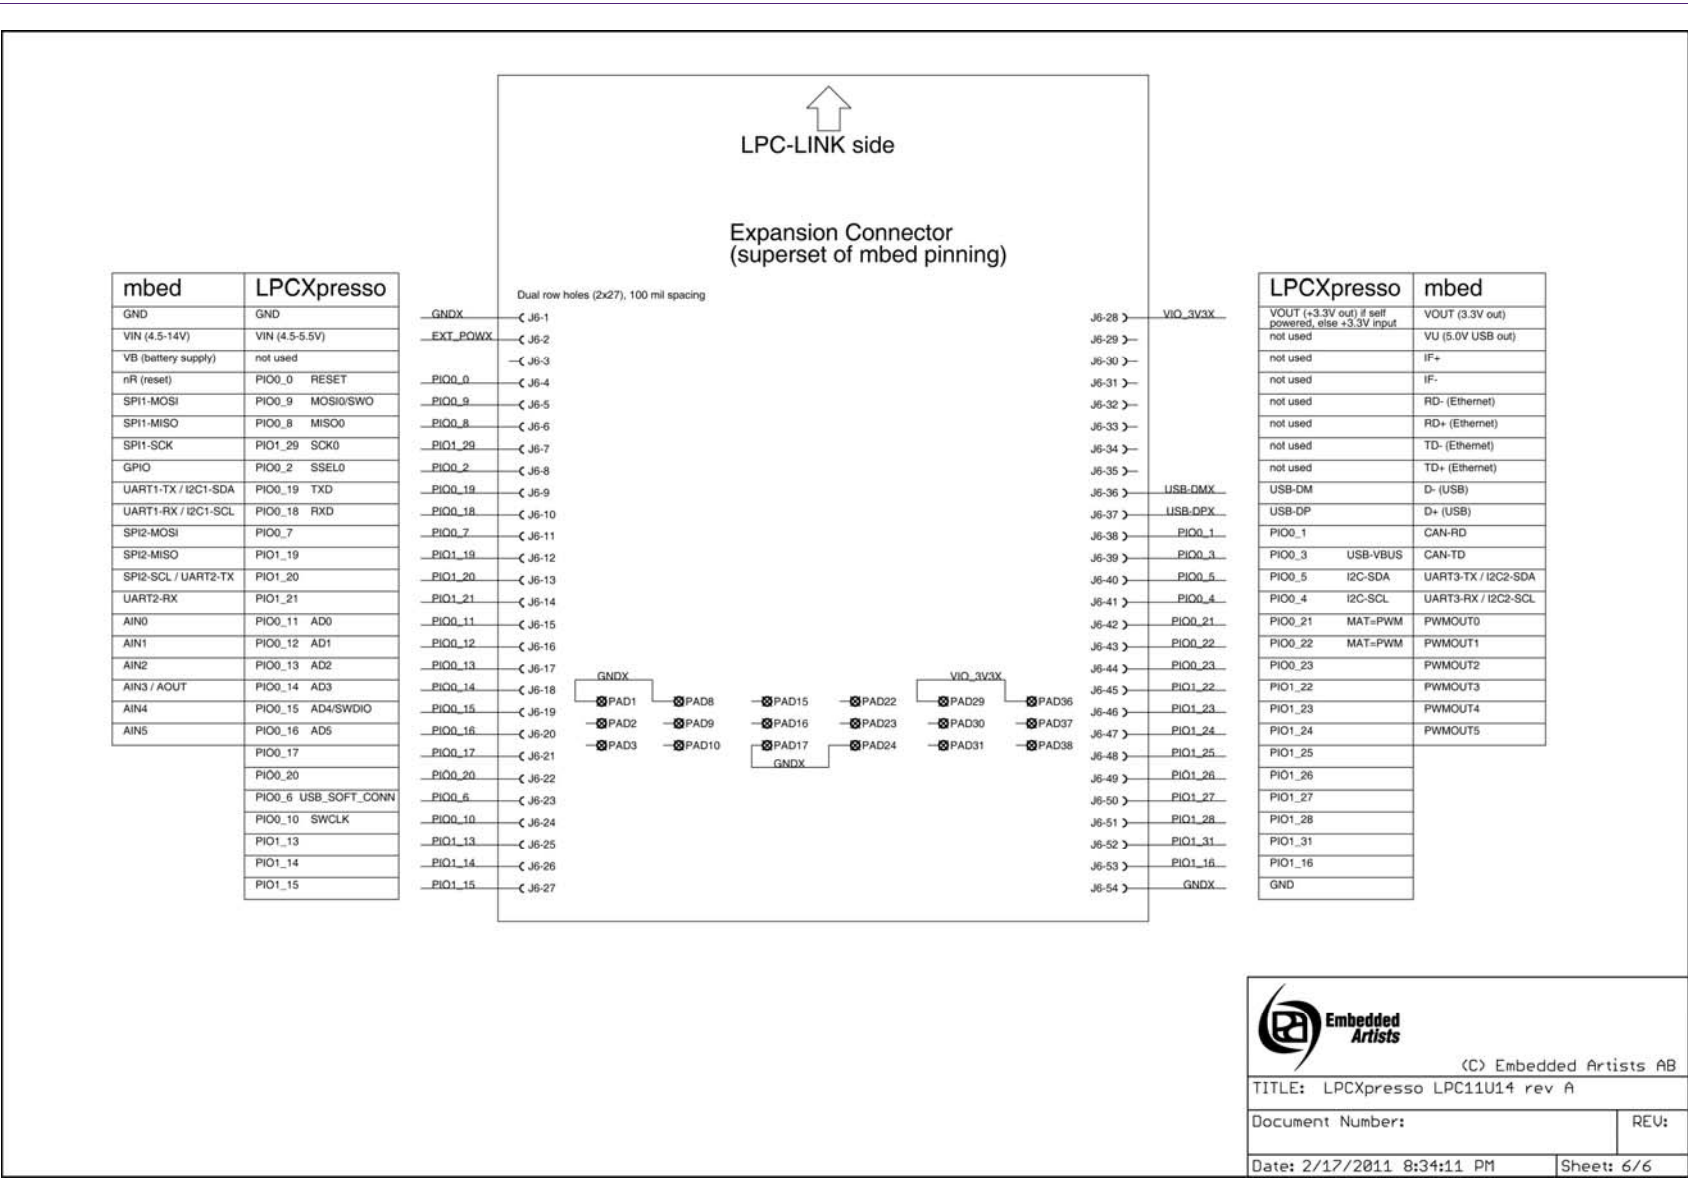 LPC-LINK side
Expansion Connector
(superset of mbed pinning)
Dual row holes (2x27), 100 mil spacing
mbed LPCXpresso
GND GND GNDX J6-1
VIN (4.5-14V) VIN (4.5-5.5V) EXT_POWX J6-2
VB (battery supply) not used J6-3
nR (reset) PIO0_0 RESET PIO0_0 J6-4
SPI1-MOSI PIO0_9 MOSI0/SWO PIO0_9 J6-5
SPI1-MISO PIO0_8 MISO0 PIO0_8 J6-6
SPI1-SCK PIO1_29 SCK0 PIO1_29 J6-7
GPIO PIO0_2 SSEL0 PIO0_2 J6-8
UART1-TX / I2C1-SDA PIO0_19 TXD PIO0_19 J6-9
UART1-RX / I2C1-SCL PIO0_18 RXD PIO0_18 J6-10
SPI2-MOSI PIO0_7 PIO0_7 J6-11
SPI2-MISO PIO1_19 PIO1_19 J6-12
SPI2-SCL / UART2-TX PIO1_20 PIO1_20 J6-13
UART2-RX PIO1_21 PIO1_21 J6-14
AIN0 PIO0_11 AD0 PIO0_11 J6-15
AIN1 PIO0_12 AD1 PIO0_12 J6-16
AIN2 PIO0_13 AD2 PIO0_13 J6-17
AIN3 / AOUT PIO0_14 AD3 PIO0_14 J6-18
AIN4 PIO0_15 AD4/SWDIO PIO0_15 J6-19
AIN5 PIO0_16 AD5 PIO0_16 J6-20
PIO0_17 PIO0_17 J6-21
PIO0_20 PIO0_20 J6-22
PIO0_6 USB_SOFT_CONN PIO0_6 J6-23
PIO0_10 SWCLK PIO0_10 J6-24
PIO1_13 PIO1_13 J6-25
PIO1_14 PIO1_14 J6-26
PIO1_15 PIO1_15 J6-27
GNDX VIO_3V3X
PAD1 PAD8 PAD15 PAD22 PAD29 PAD36
PAD2 PAD9 PAD16 PAD23 PAD30 PAD37
PAD3 PAD10 PAD17 PAD24 PAD31 PAD38
GNDX
LPCXpresso mbed
J6-28 VIO_3V3X VOUT (+3.3V out) if self VOUT (3.3V out)
powered, else +3.3V input
J6-29 not used VU (5.0V USB out)
J6-30 not used IF+
J6-31 not used IF-
J6-32 not used RD- (Ethernet)
J6-33 not used RD+ (Ethernet)
J6-34 not used TD- (Ethernet)
J6-35 not used TD+ (Ethernet)
J6-36 USB-DMX USB-DM D- (USB)
J6-37 USB-DPX USB-DP D+ (USB)
J6-38 PIO0_1 PIO0_1 CAN-RD
J6-39 PIO0_3 PIO0_3 USB-VBUS CAN-TD
J6-40 PIO0_5 PIO0_5 I2C-SDA UART3-TX / I2C2-SDA
J6-41 PIO0_4 PIO0_4 I2C-SCL UART3-RX / I2C2-SCL
J6-42 PIO0_21 PIO0_21 MAT=PWM PWMOUT0
J6-43 PIO0_22 PIO0_22 MAT=PWM PWMOUT1
J6-44 PIO0_23 PIO0_23 PWMOUT2
J6-45 PIO1_22 PIO1_22 PWMOUT3
J6-46 PIO1_23 PIO1_23 PWMOUT4
J6-47 PIO1_24 PIO1_24 PWMOUT5
J6-48 PIO1_25 PIO1_25
J6-49 PIO1_26 PIO1_26
J6-50 PIO1_27 PIO1_27
J6-51 PIO1_28 PIO1_28
J6-52 PIO1_31 PIO1_31
J6-53 PIO1_16 PIO1_16
J6-54 GNDX GND
Embedded
Artists
(C) Embedded Artists AB
TITLE: LPCXpresso LPC11U14 rev A
Document Number: REV:
Date: 2/17/2011 8:34:11 PM Sheet: 6/6